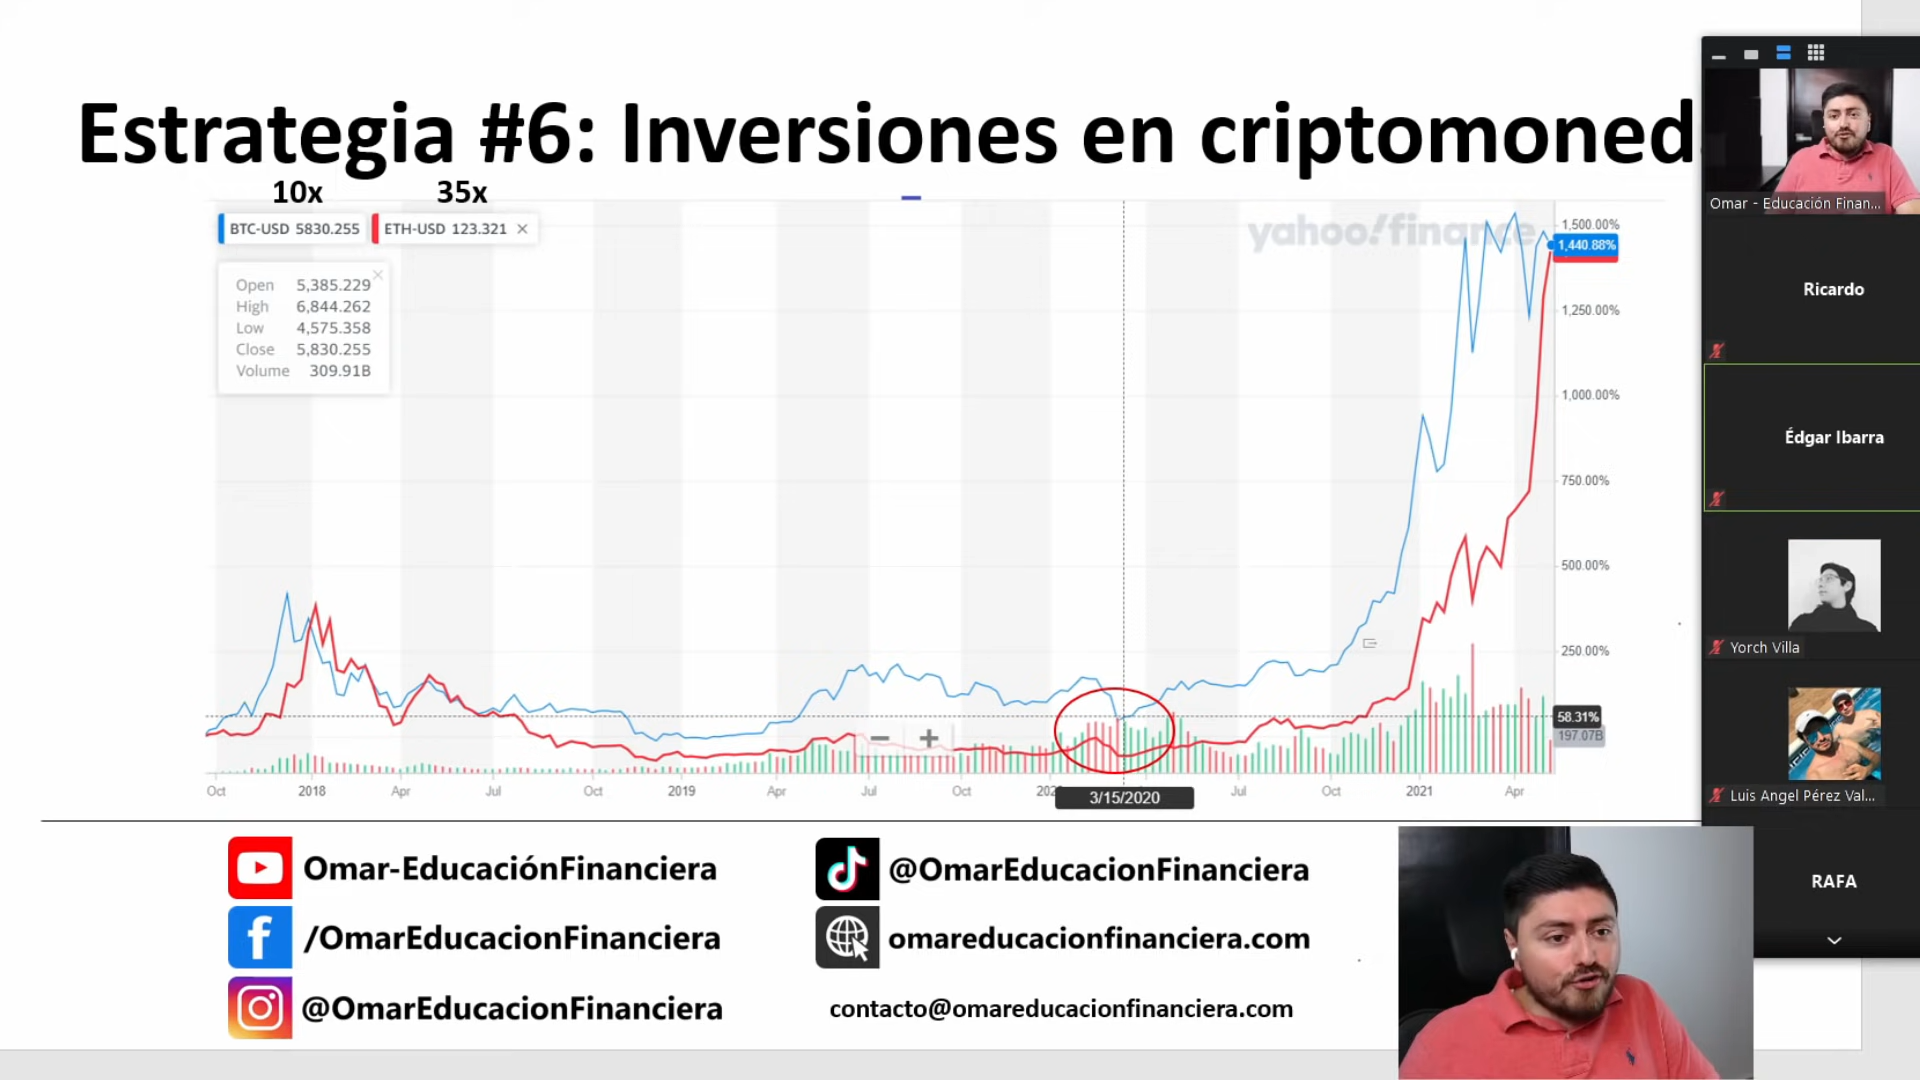 Estrategia #6: Inversiones en criptomoned
10x
35x
BTC-USD 5830.255
ETH-USD 123.321
yahoo!finance
Open 5,385.229
High 6,844.262
Low 4,575.358
Close 5,830.255
Volume 309.91B
1,500.00%
1,440.88%
1,250.00%
1,000.00%
750.00%
500.00%
250.00%
58.31%
197.07B
Oct 2018 Apr Jul Oct 2019 Apr Jul Oct 202 3/15/2020 Jul Oct 2021 Apr
Omar-EducaciónFinanciera
/OmarEducacionFinanciera
@OmarEducacionFinanciera
@OmarEducacionFinanciera
omareducacionfinanciera.com
contacto@omareducacionfinanciera.com
Omar - Educación Finan...
Ricardo
Édgar Ibarra
Yorch Villa
Luis Angel Pérez Val...
RAFA